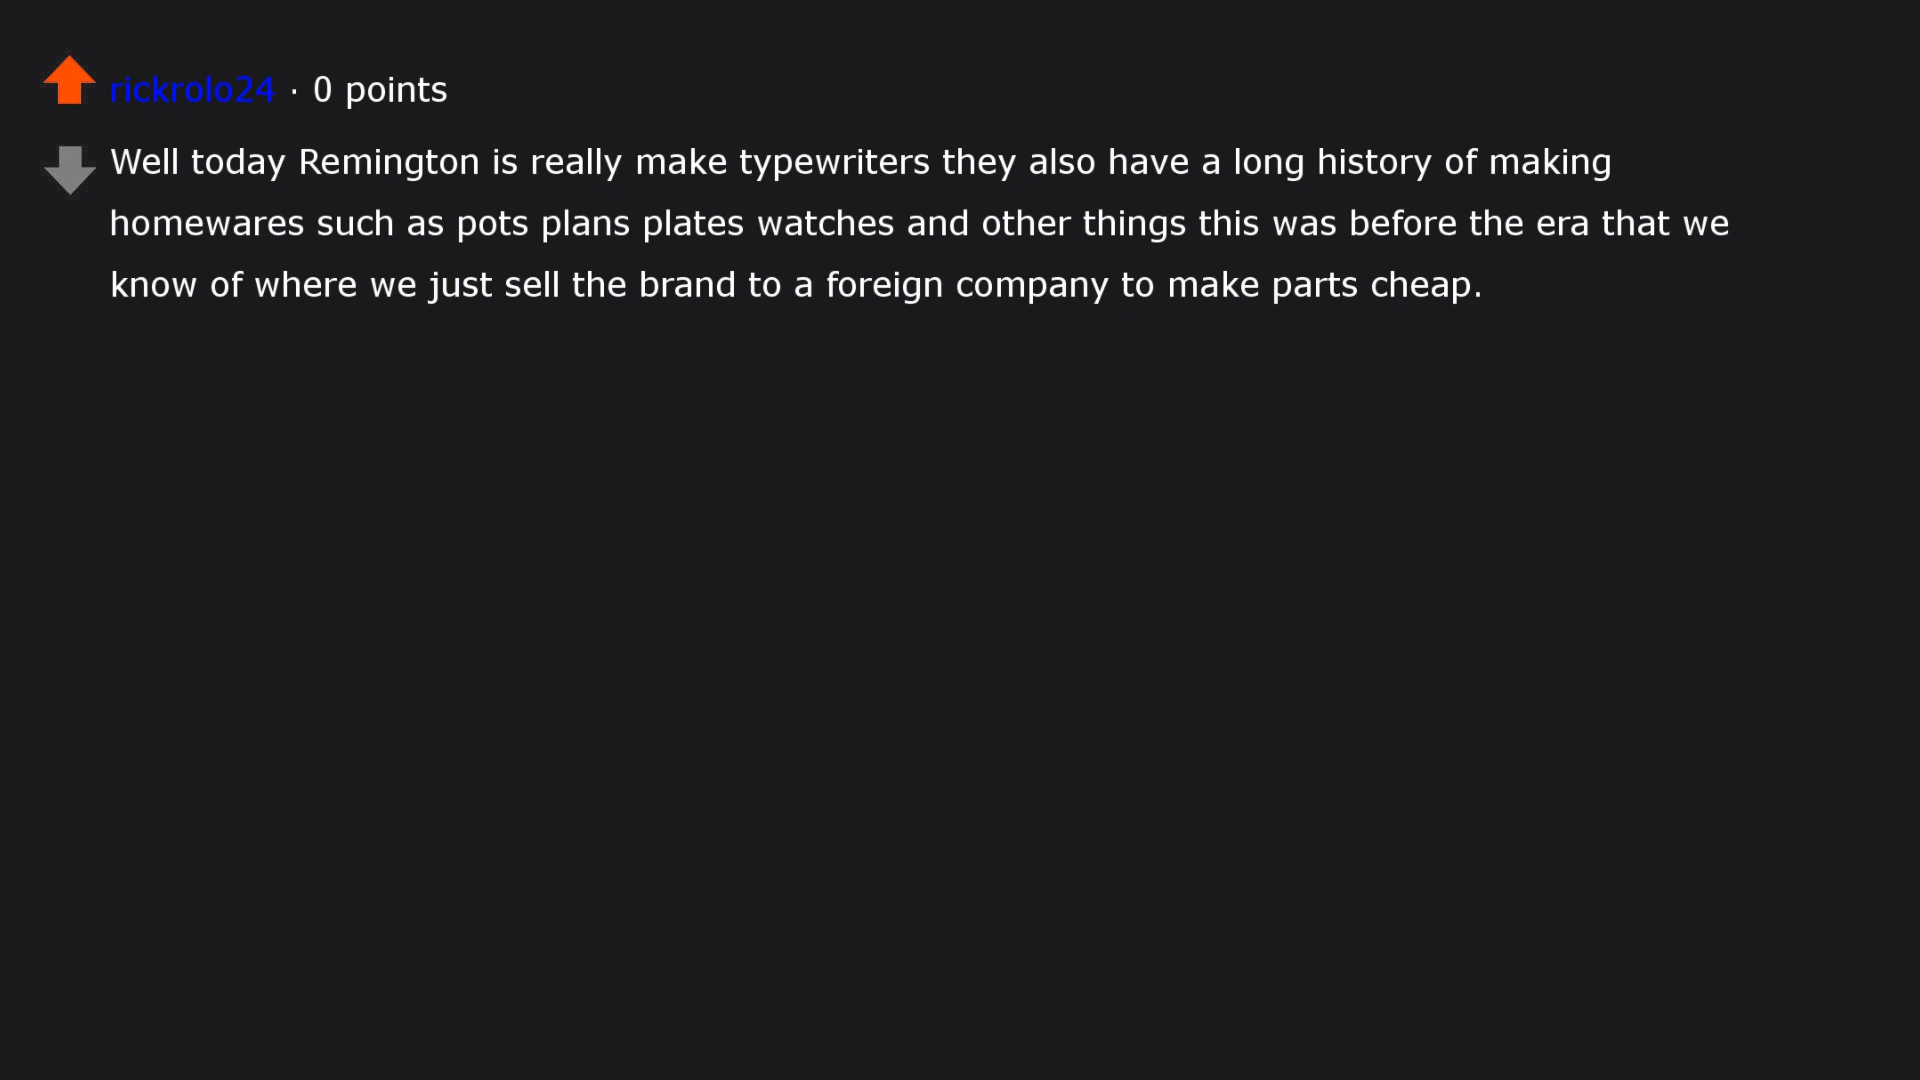 rickrolo24 · 0 points
Well today Remington is really make typewriters they also have a long history of making
homewares such as pots plans plates watches and other things this was before the era that we
know of where we just sell the brand to a foreign company to make parts cheap.